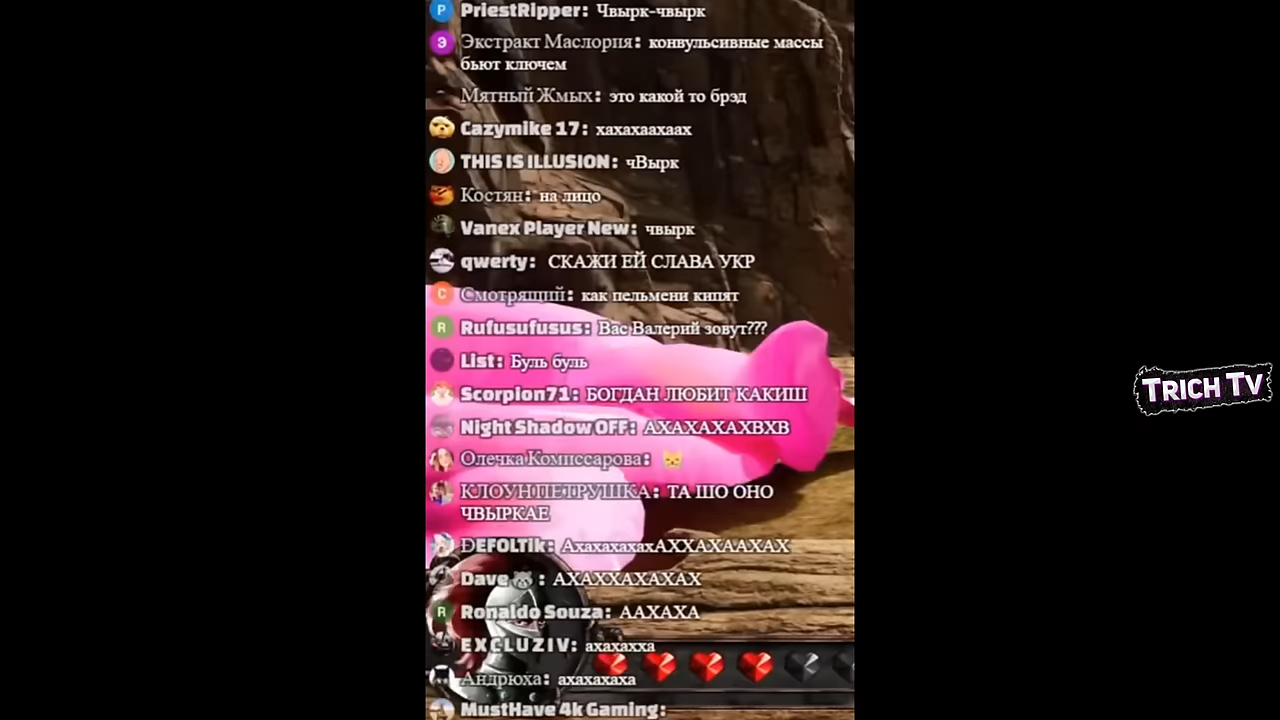 PriestRipper: Чвырк-чвырк
Экстракт Маслория: конвульсивные массы
бьют ключем
Мятный Жмых: это какой то брэд
Cazymike 17: хахахаахаах
THIS IS ILLUSION: чВырк
Костян: на лицо
Vanex Player New: чвырк
qwerty: СКАЖИ ЕЙ СЛАВА УКР
Смотрящий: как пельмени кипят
Rufusufusus: Вас Валерий зовут???
List: Буль буль
Scorpion71: БОГДАН ЛЮБИТ КАКИШ
Night Shadow OFF: АХАХАХАХВХВ
Олечка Комиссарова:
КЛОУН ПЕТРУШКА: ТА ШО ОНО
ЧВЫРКАЕ
ĐEFOLTik: АхахахахахАХХАХААХАХ
Dave: АХАХХАХАХАХ
Ronaldo Souza: ААХАХА
EXCLUZIV: ахахахха
Андрюха: ахахахаха
MustHave 4k Gaming:
TRICH TV